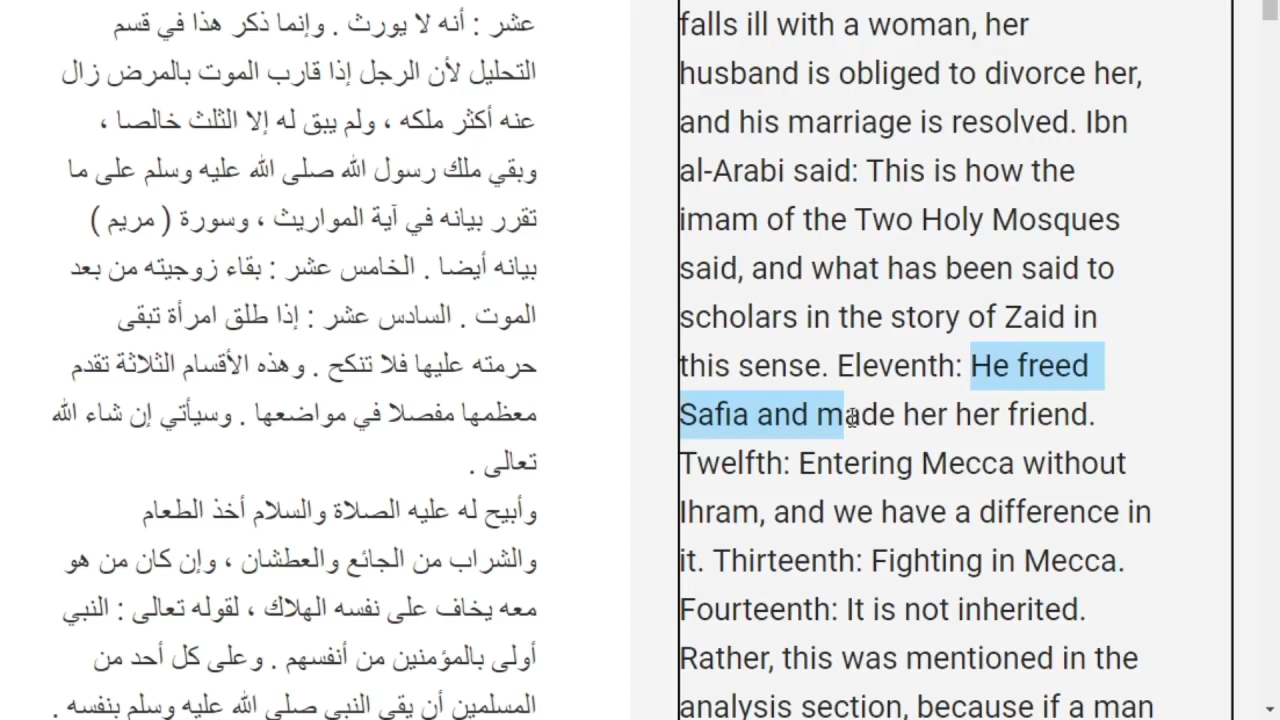 عشر : أنه لا يورث . وإنما ذكر هذا في قسم
التحليل لأن الرجل إذا قارب الموت بالمرض زال
عنه أكثر ملكه ، ولم يبق له إلا الثلث خالصا ،
وبقي ملك رسول الله صلى الله عليه وسلم على ما
تقرر بيانه في آية المواريث ، وسورة ( مريم )
بيانه أيضا . الخامس عشر : بقاء زوجيته من بعد
الموت . السادس عشر : إذا طلق امرأة تبقى
حرمته عليها فلا تنكح . وهذه الأقسام الثلاثة تقدم
معظمها مفصلا في مواضعها . وسيأتي إن شاء الله
تعالى .
وأبيح له عليه الصلاة والسلام أخذ الطعام
والشراب من الجائع والعطشان ، وإن كان من هو
معه يخاف على نفسه الهلاك ، لقوله تعالى : النبي
أولى بالمؤمنين من أنفسهم . وعلى كل أحد من
المسلمين أن يقي النبي صلى الله عليه وسلم بنفسه .
falls ill with a woman, her
husband is obliged to divorce her,
and his marriage is resolved. Ibn
al-Arabi said: This is how the
imam of the Two Holy Mosques
said, and what has been said to
scholars in the story of Zaid in
this sense. Eleventh: He freed
Safia and made her her friend.
Twelfth: Entering Mecca without
Ihram, and we have a difference in
it. Thirteenth: Fighting in Mecca.
Fourteenth: It is not inherited.
Rather, this was mentioned in the
analysis section, because if a man